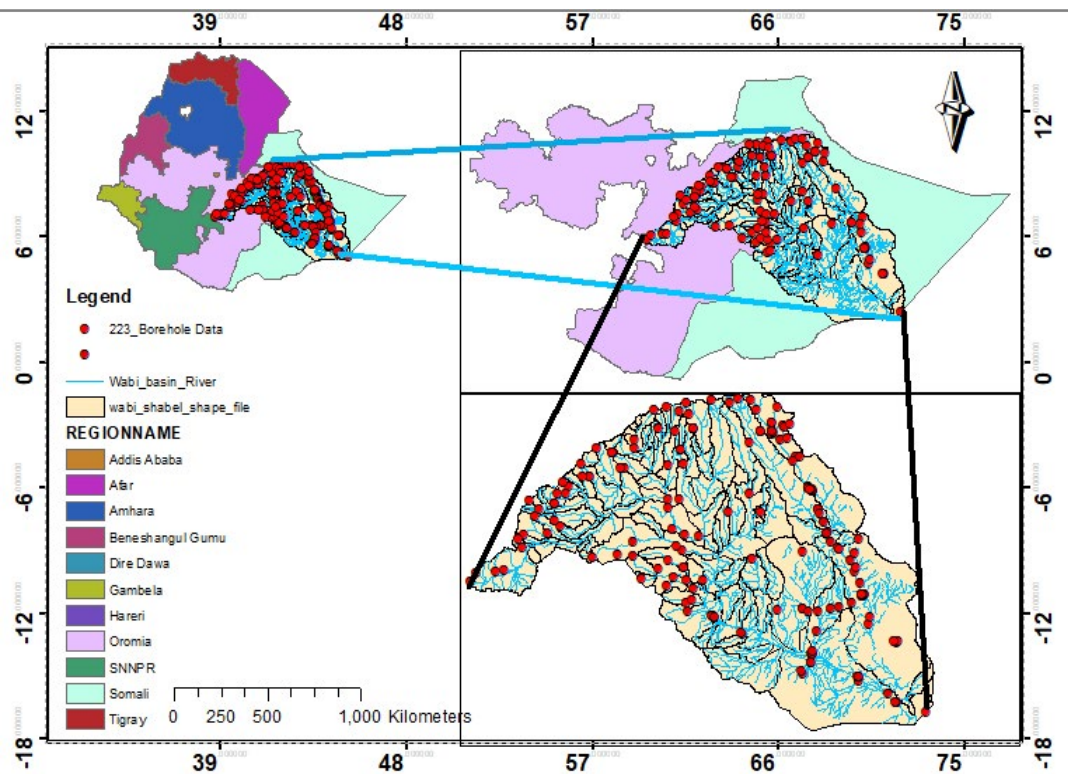 39 48 57 66 75
12 12
6 6
0 0
-6 -6
-12 -12
-18 -18
N
Legend
223_Borehole Data
Wabi_basin_River
wabi_shabel_shape_file
REGIONNAME
Addis Ababa
Afar
Amhara
Beneshangul Gumu
Dire Dawa
Gambela
Hareri
Oromia
SNNPR
Somali
Tigray
0 250 500 1,000 Kilometers
39 48 57 66 75